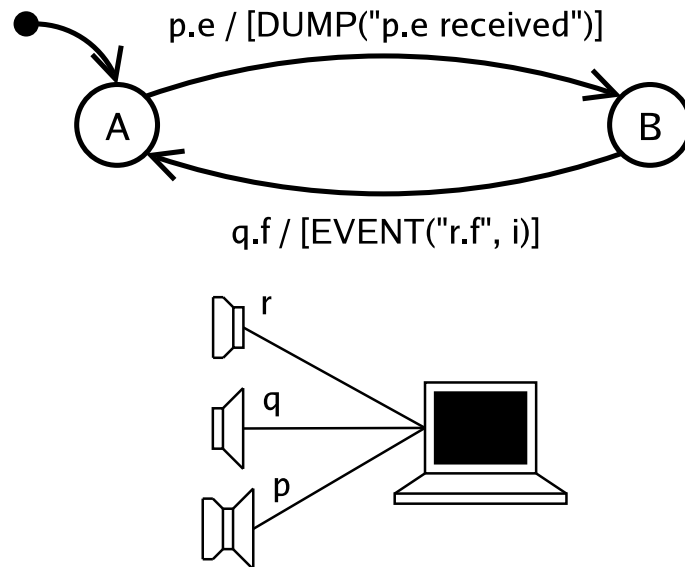 p.e / [DUMP("p.e received")]
A
B
q.f / [EVENT("r.f", i)]
r
q
p